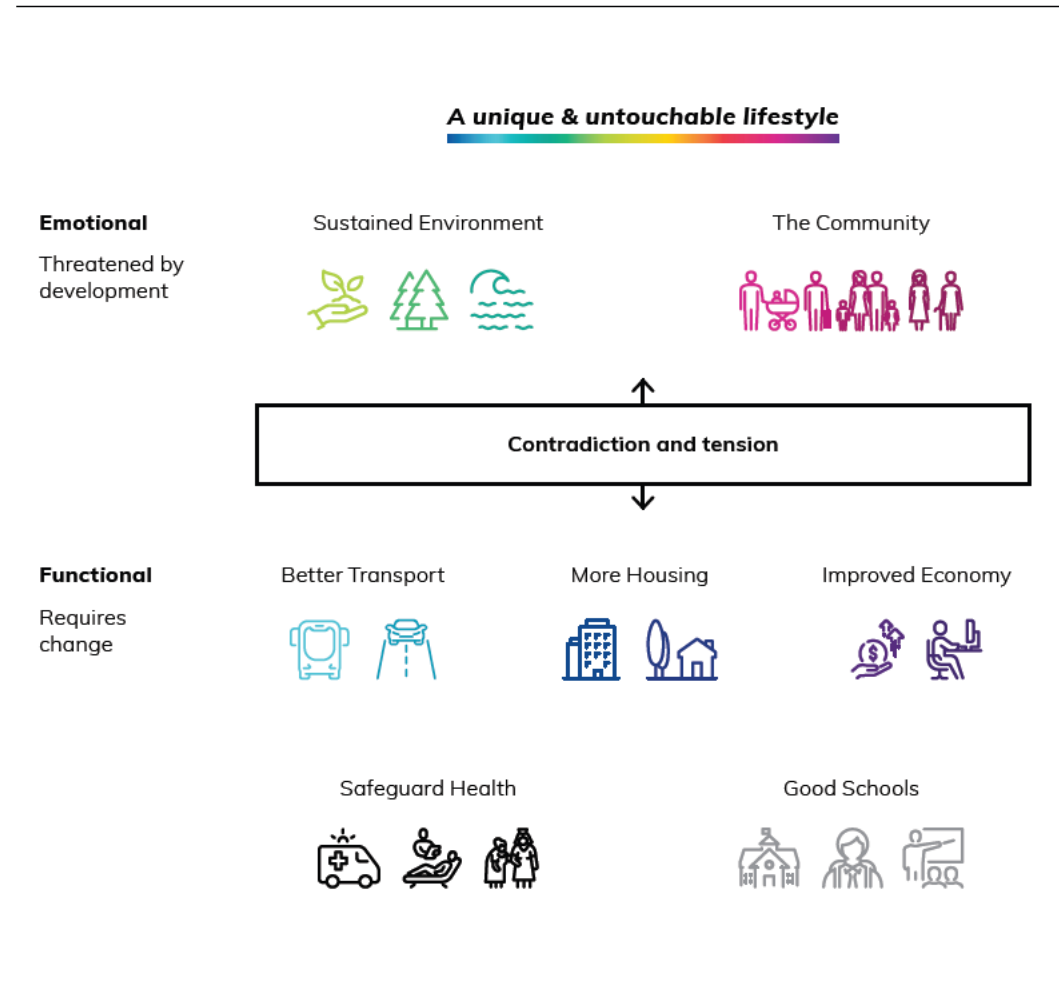 A unique & untouchable lifestyle
Emotional
Threatened by
development
Sustained Environment
The Community
Contradiction and tension
Functional
Requires
change
Better Transport
More Housing
Improved Economy
$
Safeguard Health
Good Schools